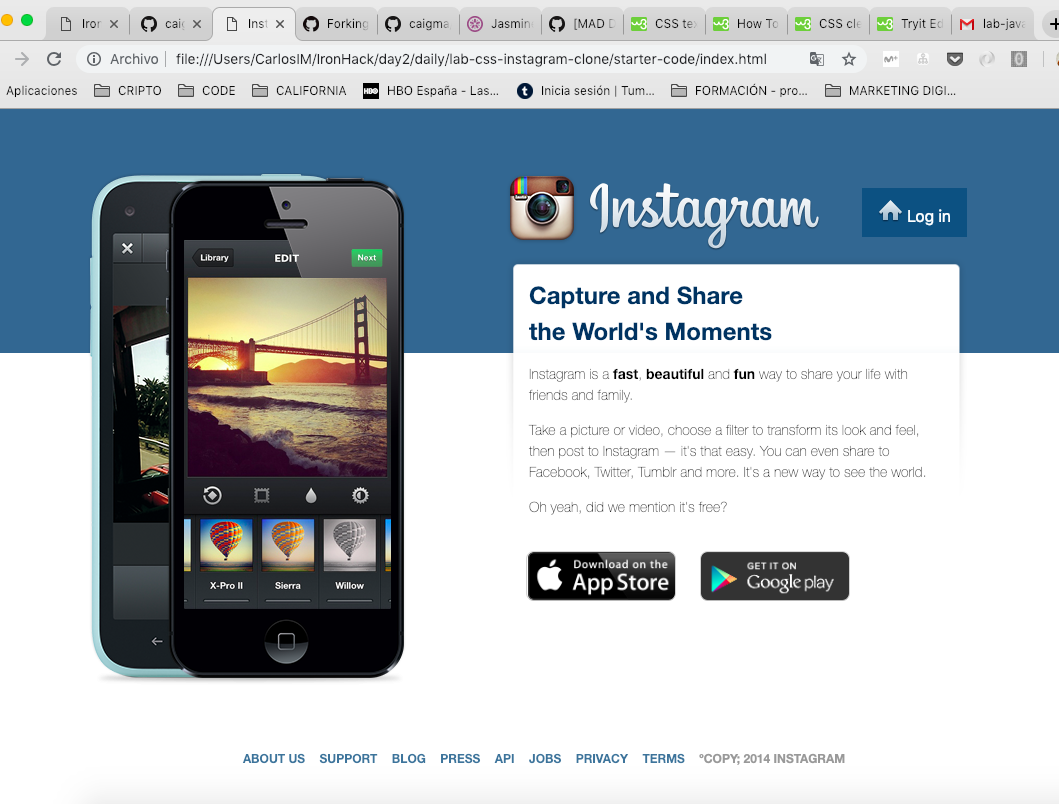 Iron
caig
Inst
Forking
caigma
Jasmine
[MAD D
CSS tex
How To
CSS cle
Tryit Ed
lab-java
Archivo
file:///Users/CarlosIM/IronHack/day2/daily/lab-css-instagram-clone/starter-code/index.html
Aplicaciones CRIPTO CODE CALIFORNIA HBO HBO España - Las... t Inicia sesión | Tum... FORMACIÓN - pro... MARKETING DIGI...
Instagram
Log in
Library EDIT Next
Capture and Share
the World's Moments
Instagram is a fast, beautiful and fun way to share your life with
friends and family.
Take a picture or video, choose a filter to transform its look and feel,
then post to Instagram — it's that easy. You can even share to
Facebook, Twitter, Tumblr and more. It's a new way to see the world.
Oh yeah, did we mention it's free?
X-Pro II Sierra Willow
Download on the
App Store
GET IT ON
Google play
ABOUT US SUPPORT BLOG PRESS API JOBS PRIVACY TERMS ºCOPY; 2014 INSTAGRAM